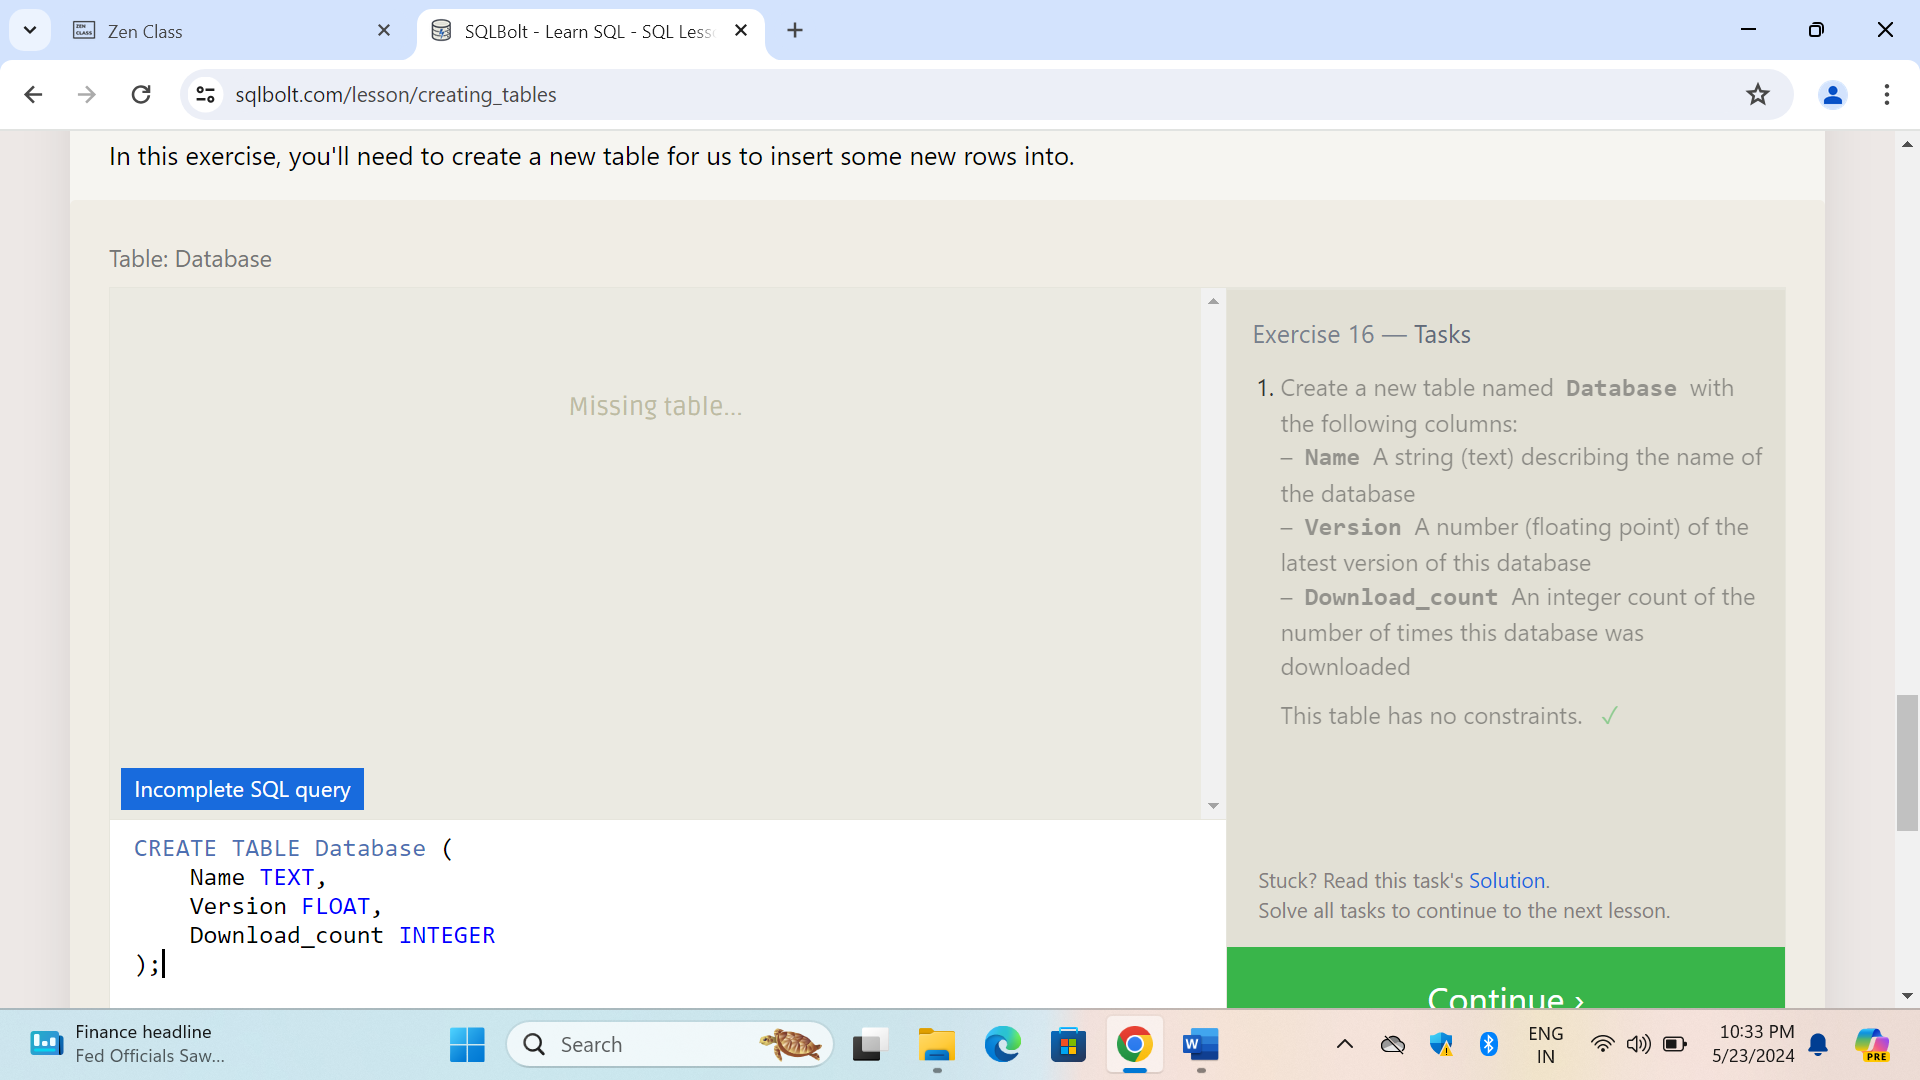 Zen Class
SQLBolt - Learn SQL - SQL Less
sqlbolt.com/lesson/creating_tables
In this exercise, you'll need to create a new table for us to insert some new rows into.
Table: Database
Missing table...
Incomplete SQL query
CREATE TABLE Database (
Name TEXT,
Version FLOAT,
Download_count INTEGER
);
Exercise 16 — Tasks
1. Create a new table named Database with
the following columns:
– Name A string (text) describing the name of
the database
– Version A number (floating point) of the
latest version of this database
– Download_count An integer count of the
number of times this database was
downloaded
This table has no constraints. ✓
Stuck? Read this task's Solution.
Solve all tasks to continue to the next lesson.
Continue ›
Finance headline
Fed Officials Saw...
Search
ENG
IN
10:33 PM
5/23/2024
PRE